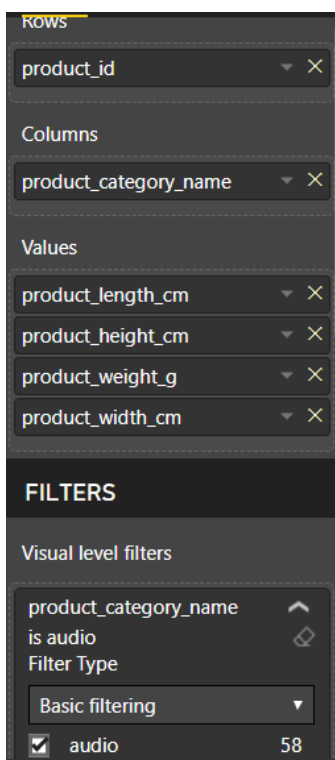 Rows
product_id
Columns
product_category_name
Values
product_length_cm
product_height_cm
product_weight_g
product_width_cm
FILTERS
Visual level filters
product_category_name
is audio
Filter Type
Basic filtering
audio 58